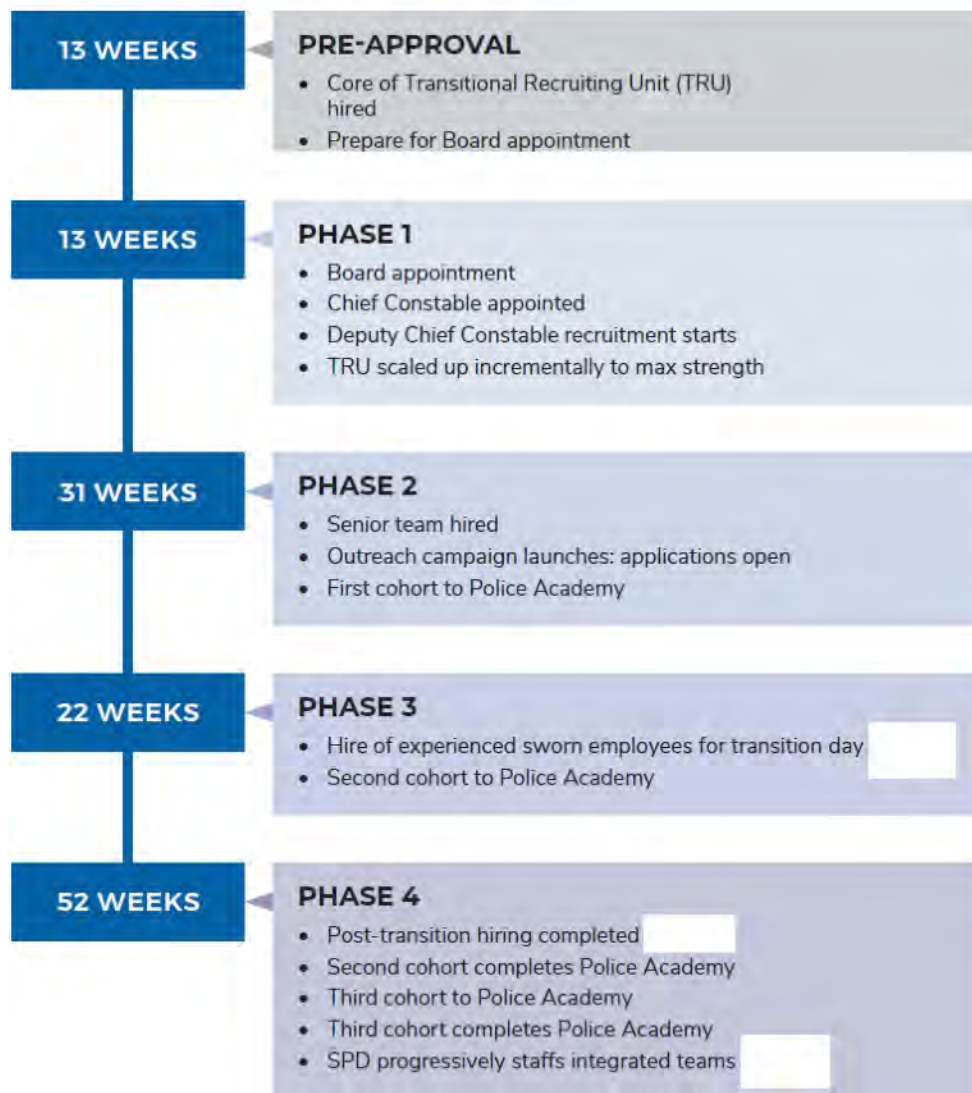 13 WEEKS
PRE-APPROVAL
• Core of Transitional Recruiting Unit (TRU)
hired
• Prepare for Board appointment
13 WEEKS
PHASE 1
• Board appointment
• Chief Constable appointed
• Deputy Chief Constable recruitment starts
• TRU scaled up incrementally to max strength
31 WEEKS
PHASE 2
• Senior team hired
• Outreach campaign launches: applications open
• First cohort to Police Academy
22 WEEKS
PHASE 3
• Hire of experienced sworn employees for transition day
• Second cohort to Police Academy
52 WEEKS
PHASE 4
• Post-transition hiring completed
• Second cohort completes Police Academy
• Third cohort to Police Academy
• Third cohort completes Police Academy
• SPD progressively staffs integrated teams